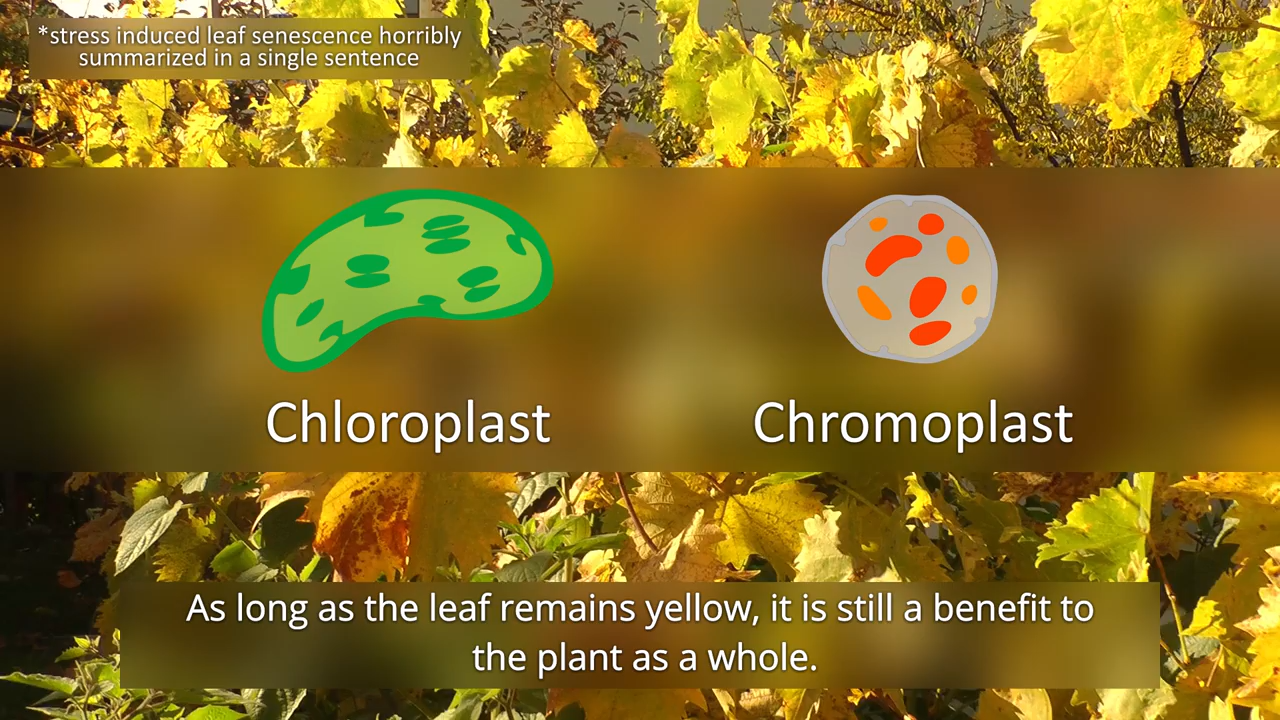 *stress induced leaf senescence horribly
summarized in a single sentence
Chloroplast
Chromoplast
As long as the leaf remains yellow, it is still a benefit to
the plant as a whole.